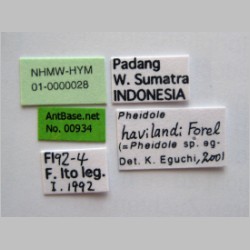 NHMW-HYM
01-0000028
Padang
W. Sumatra
INDONESIA
AntBase.net
No. 00934
Pheidole
havilandi Forel
(=Pheidole sp. eg-
Det. K. Eguchi, 2001
FI92-4
F. Ito leg.
I. 1992